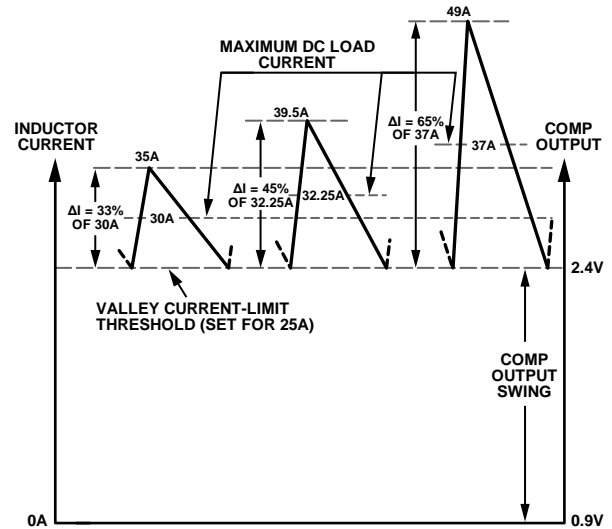 49A
MAXIMUM DC LOAD
CURRENT
39.5A
ΔI = 65%
OF 37A
INDUCTOR
CURRENT
37A
COMP
OUTPUT
35A
ΔI = 45%
OF 32.25A
32.25A
ΔI = 33%
OF 30A
30A
2.4V
VALLEY CURRENT-LIMIT
THRESHOLD (SET FOR 25A)
COMP
OUTPUT
SWING
0A
0.9V